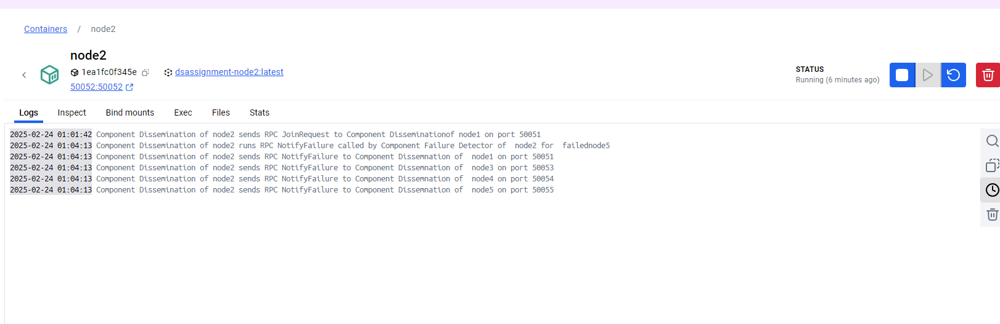 Containers / node2
node2
1ea1fc0f345e dsassignment-node2:latest
50052:50052
STATUS
Running (6 minutes ago)
Logs Inspect Bind mounts Exec Files Stats
2025-02-24 01:01:42 Component Dissemination of node2 sends RPC JoinRequest to Component Disseminationof node1 on port 50051
2025-02-24 01:04:13 Component Dissemination of node2 runs RPC NotifyFailure called by Component Failure Detector of  node2 for  failednode5
2025-02-24 01:04:13 Component Dissemination of node2 sends RPC NotifyFailure to Component Dissemnation of  node1 on port 50051
2025-02-24 01:04:13 Component Dissemination of node2 sends RPC NotifyFailure to Component Dissemnation of  node3 on port 50053
2025-02-24 01:04:13 Component Dissemination of node2 sends RPC NotifyFailure to Component Dissemnation of  node4 on port 50054
2025-02-24 01:04:13 Component Dissemination of node2 sends RPC NotifyFailure to Component Dissemnation of  node5 on port 50055